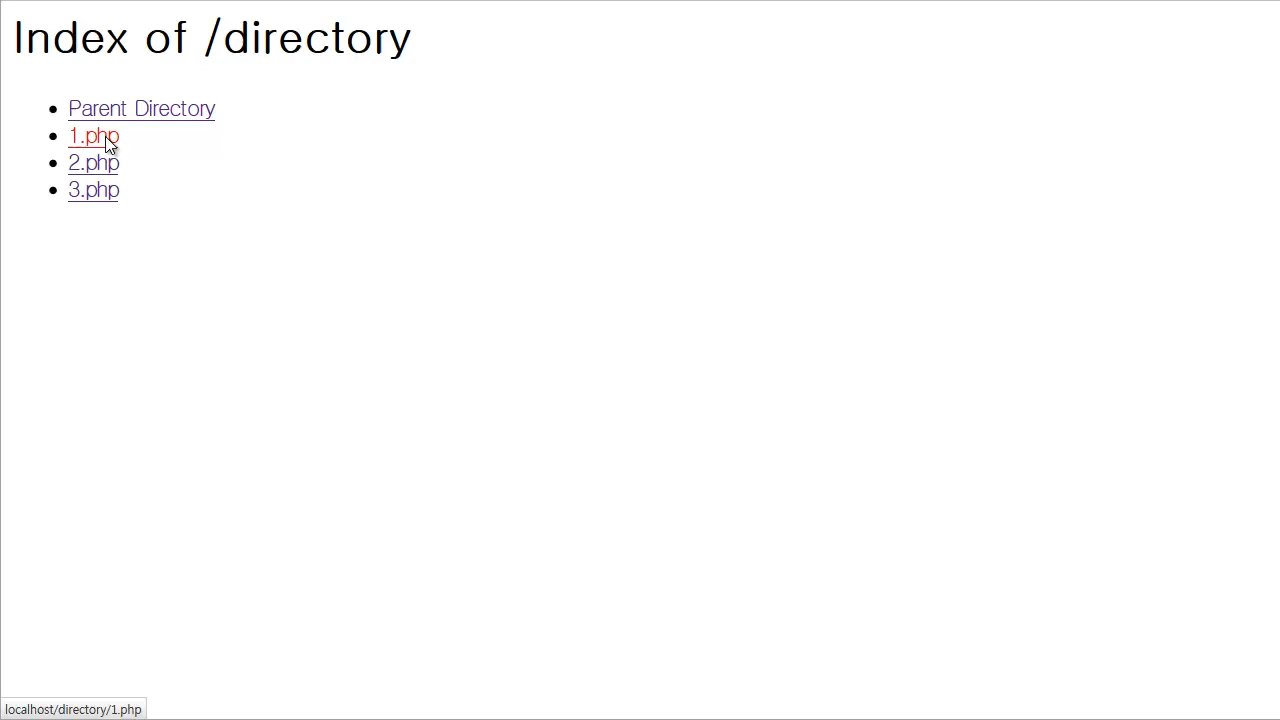 Index of /directory
Parent Directory
1.php
2.php
3.php
localhost/directory/1.php